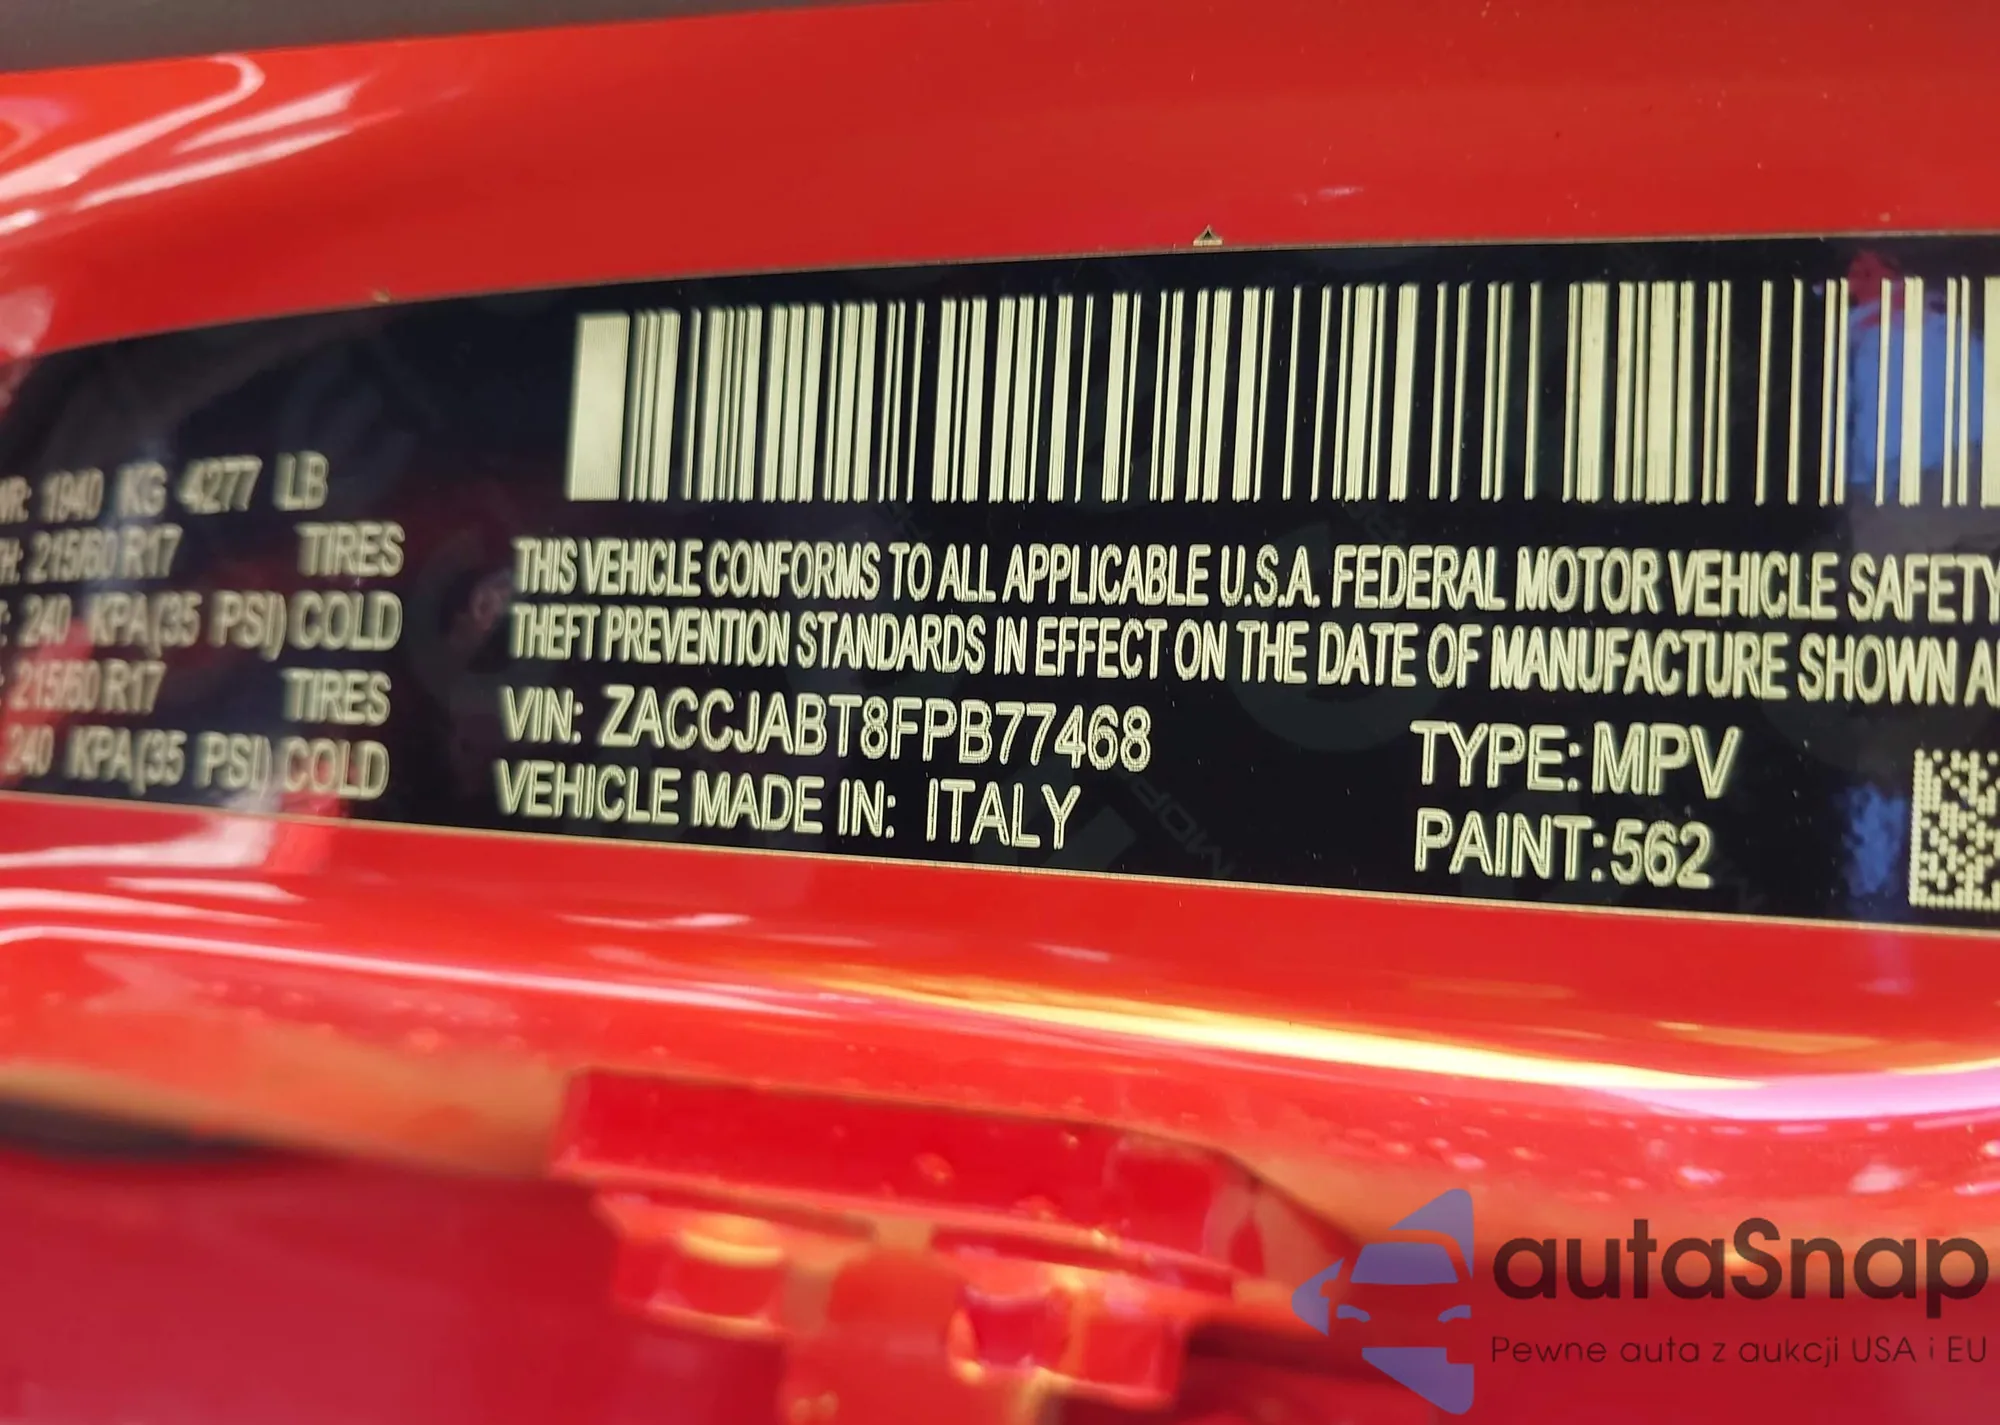 WR: 1940 KG 4277 LB
TH: 215/60 R17 TIRES
T: 240 KPA(35 PSI) COLD
: 215/60 R17 TIRES
240 KPA(35 PSI) COLD
THIS VEHICLE CONFORMS TO ALL APPLICABLE U.S.A. FEDERAL MOTOR VEHICLE SAFETY
THEFT PREVENTION STANDARDS IN EFFECT ON THE DATE OF MANUFACTURE SHOWN A
VIN: ZACCJABT8FPB77468
VEHICLE MADE IN: ITALY
TYPE: MPV
PAINT:562
autaSnap
Pewne auta z aukcji USA i EU